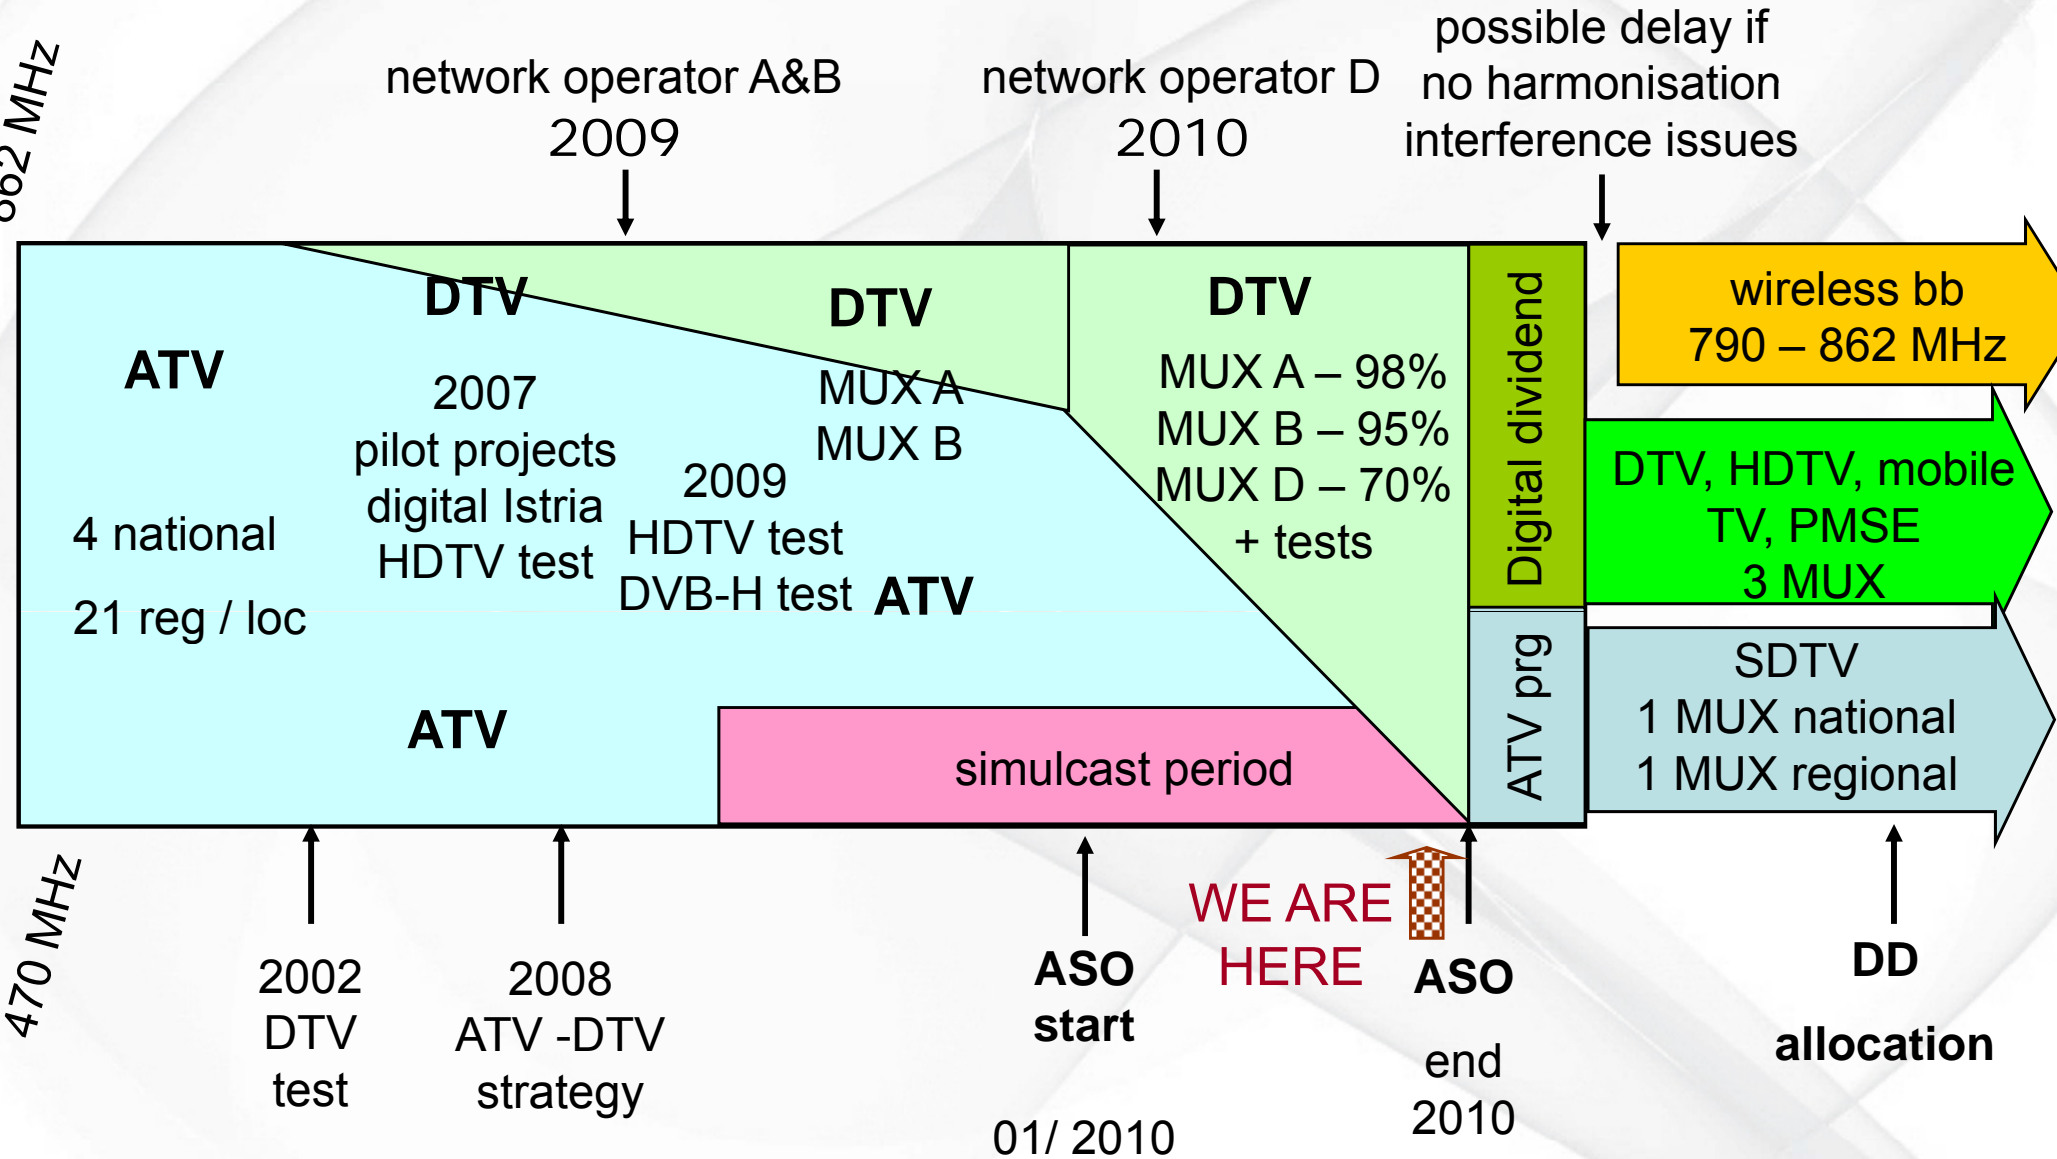 862 MHz
network operator A&B
2009
network operator D
2010
possible delay if
no harmonisation
interference issues
ATV
4 national
21 reg / loc
DTV
2007
pilot projects
digital Istria
HDTV test
2009
HDTV test
DVB-H test
DTV
MUX A
MUX B
ATV
ATV
simulcast period
DTV
MUX A – 98%
MUX B – 95%
MUX D – 70%
+ tests
Digital dividend
ATV prg
wireless bb
790 – 862 MHz
DTV, HDTV, mobile
TV, PMSE
3 MUX
SDTV
1 MUX national
1 MUX regional
470 MHz
2002
DTV
test
2008
ATV -DTV
strategy
ASO
start
01/ 2010
WE ARE
HERE
ASO
end
2010
DD
allocation